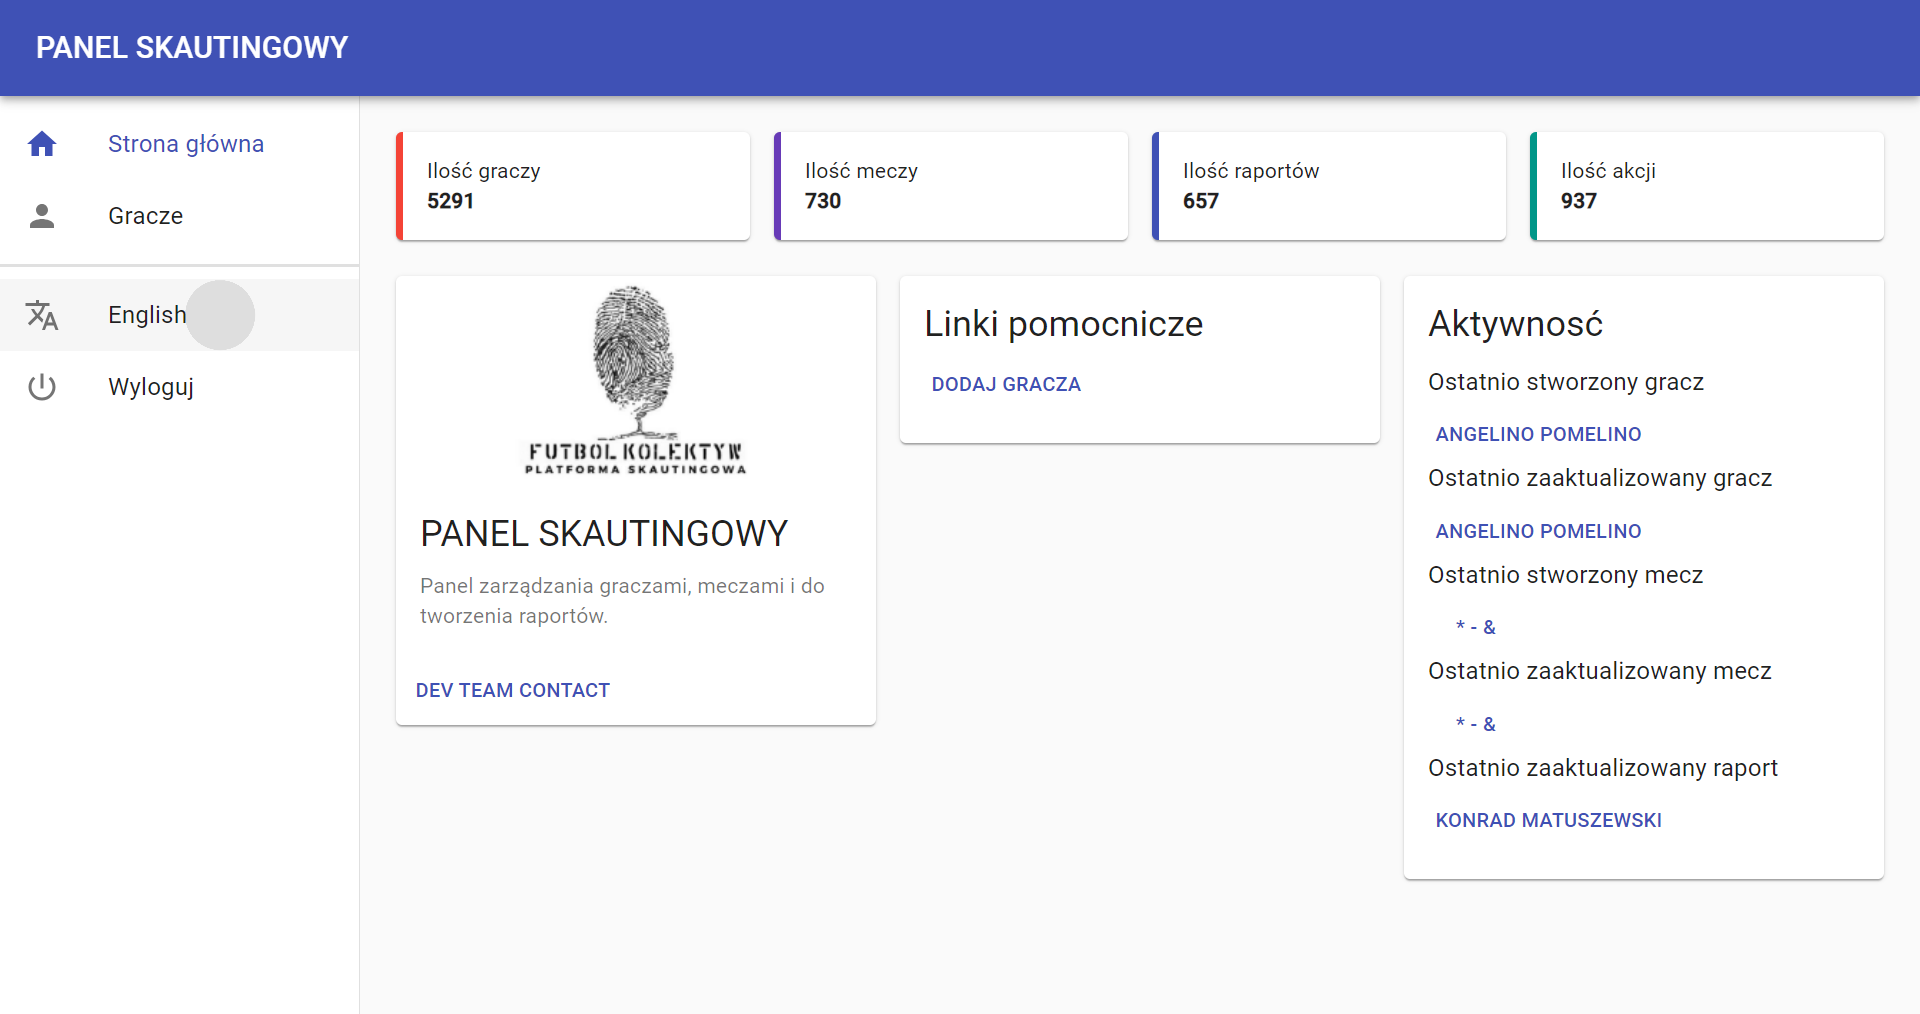 PANEL SKAUTINGOWY
Strona główna
Gracze
English
Wyloguj
Ilość graczy
5291
Ilość meczy
730
Ilość raportów
657
Ilość akcji
937
FUTBOL KOLEKTYW
PLATFORMA SKAUTINGOWA
PANEL SKAUTINGOWY
Panel zarządzania graczami, meczami i do
tworzenia raportów.
DEV TEAM CONTACT
Linki pomocnicze
DODAJ GRACZA
Aktywnosć
Ostatnio stworzony gracz
ANGELINO POMELINO
Ostatnio zaaktualizowany gracz
ANGELINO POMELINO
Ostatnio stworzony mecz
* - &
Ostatnio zaaktualizowany mecz
* - &
Ostatnio zaaktualizowany raport
KONRAD MATUSZEWSKI